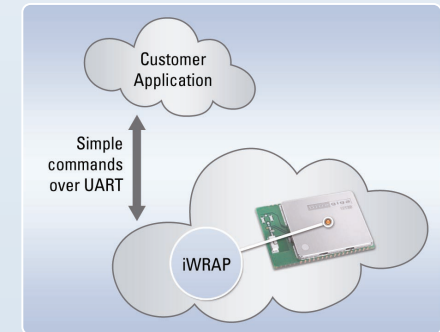 Customer
Application
Simple
commands
over UART
iWRAP